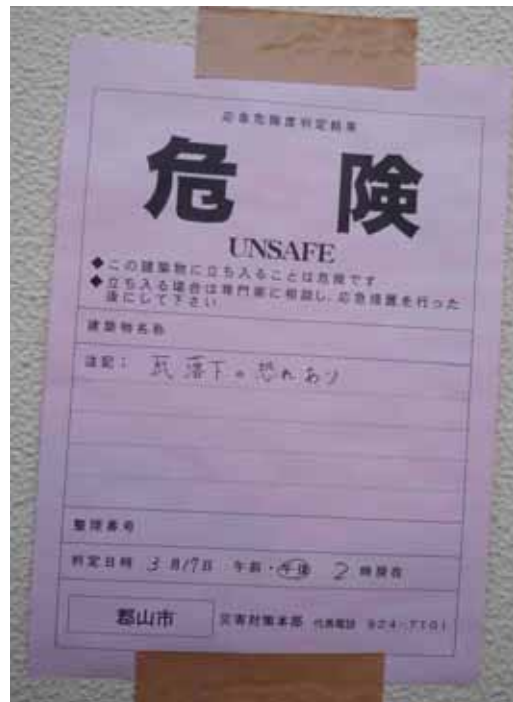 応急危険度判定結果
危 険
UNSAFE
◆この建築物に立ち入ることは危険です
◆立ち入る場合は専門家に相談し、応急措置を行った
後にして下さい
建築物名称
注記： 瓦落下の恐れあり
整理番号
判定日時 3月17日 午前・午後 2 時現在
郡山市 災害対策本部 代表電話 924-7101